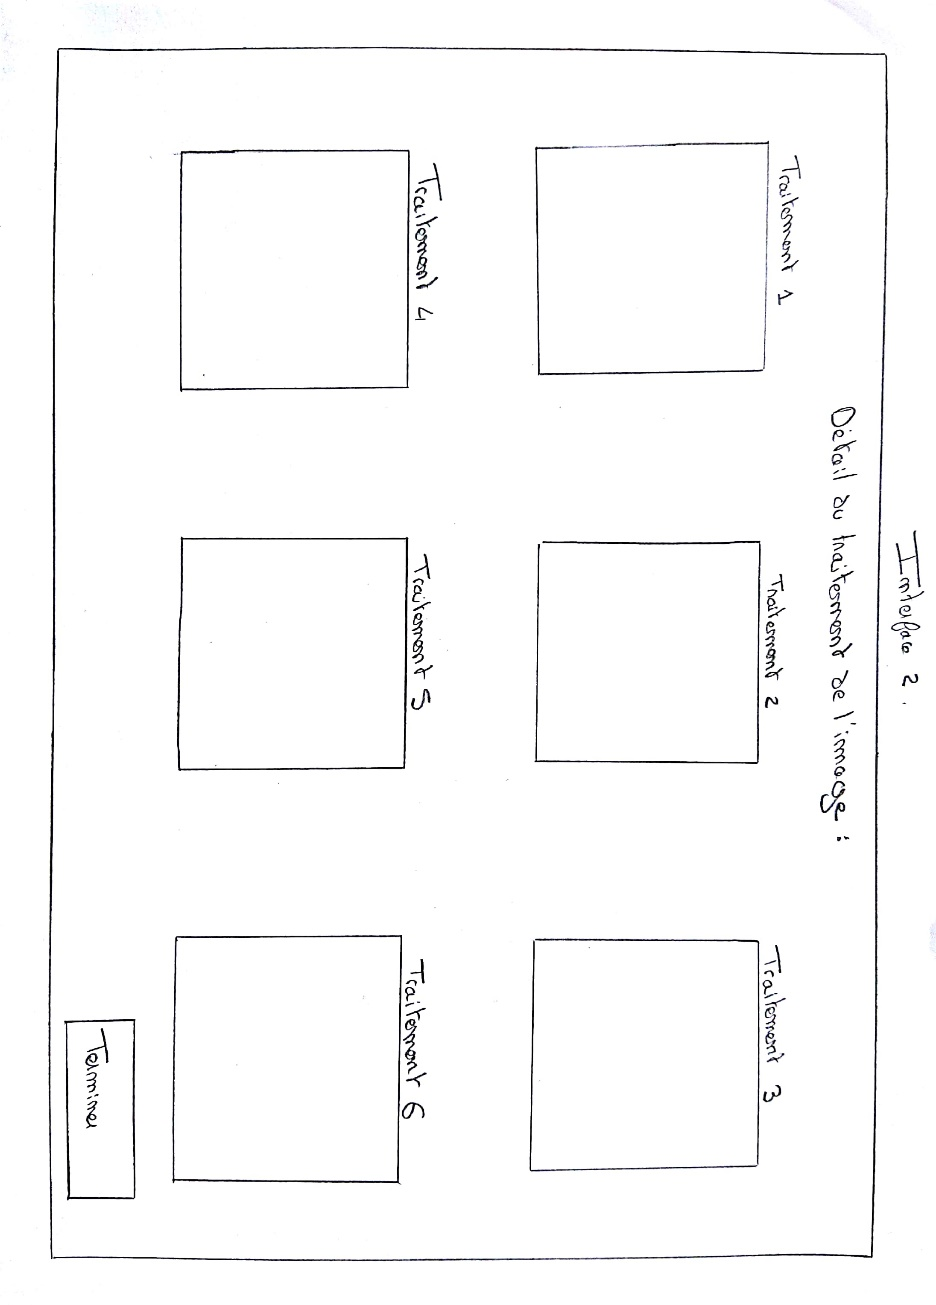 Interface 2.
Détail du traitement de l'image :
Traitement 1
Traitement 2
Traitement 3
Traitement 4
Traitement 5
Traitement 6
Terminer